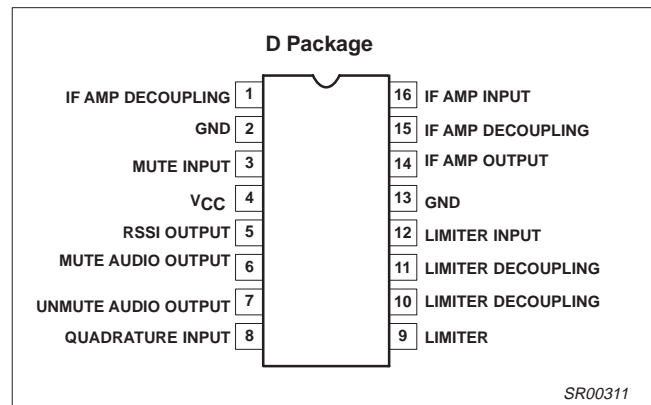 D Package
IF AMP DECOUPLING 1
GND 2
MUTE INPUT 3
VCC 4
RSSI OUTPUT 5
MUTE AUDIO OUTPUT 6
UNMUTE AUDIO OUTPUT 7
QUADRATURE INPUT 8
16 IF AMP INPUT
15 IF AMP DECOUPLING
14 IF AMP OUTPUT
13 GND
12 LIMITER INPUT
11 LIMITER DECOUPLING
10 LIMITER DECOUPLING
9 LIMITER
SR00311